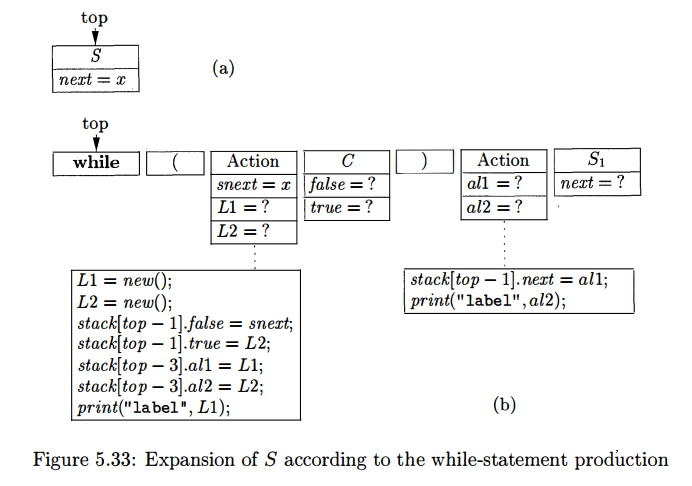 top
S
next = x
(a)
top
while ( Action C ) Action S₁
snext = x false = ? al1 = ? next = ?
L1 = ? true = ? al2 = ?
L2 = ?
L1 = new();
L2 = new();
stack[top − 1].false = snext;
stack[top − 1].true = L2;
stack[top − 3].al1 = L1;
stack[top − 3].al2 = L2;
print("label", L1);
stack[top − 1].next = al1;
print("label", al2);
(b)
Figure 5.33: Expansion of S according to the while-statement production